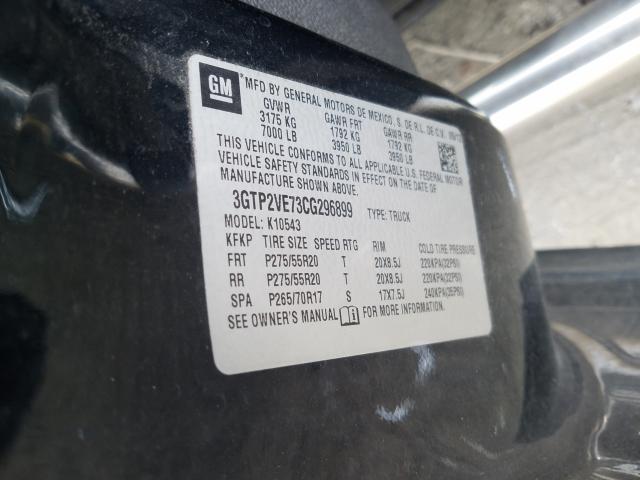 GM
*MFD BY GENERAL MOTORS DE MEXICO, S. DE R.L. DE C.V.
GVWR GAWR FRT GAWR RR
3175 KG 1792 KG 1792 KG
7000 LB 3950 LB 3950 LB
THIS VEHICLE CONFORMS TO ALL APPLICABLE U.S. FEDERAL MOTOR
VEHICLE SAFETY STANDARDS IN EFFECT ON THE DATE OF
MANUFACTURE SHOWN ABOVE.
3GTP2VE73CG296899 TYPE: TRUCK
MODEL: K10543
KFKP TIRE SIZE SPEED RTG RIM COLD TIRE PRESSURE
FRT P275/55R20 T 20X8.5J 220KPA(32PSI)
RR P275/55R20 T 20X8.5J 220KPA(32PSI)
SPA P265/70R17 S 17X7.5J 240KPA(35PSI)
SEE OWNER'S MANUAL FOR MORE INFORMATION.